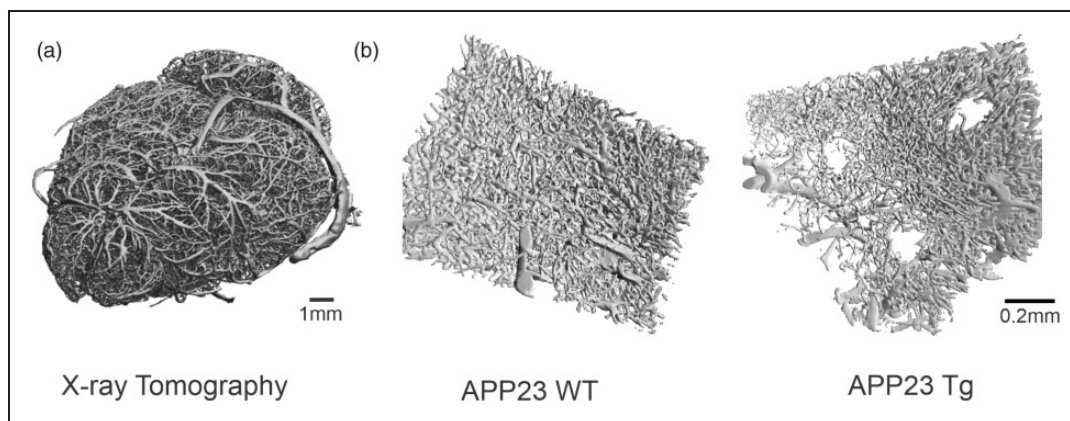 (a)
(b)
1mm
0.2mm
X-ray Tomography
APP23 WT
APP23 Tg